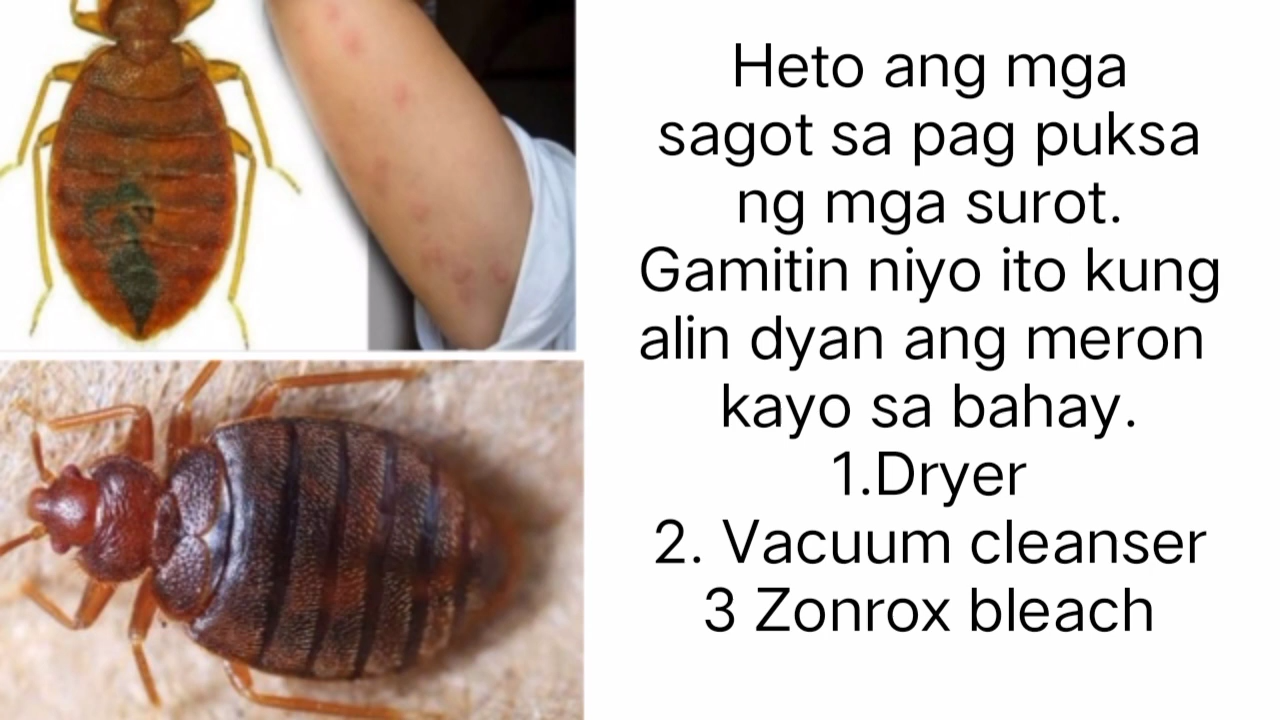 Heto ang mga
sagot sa pag puksa
ng mga surot.
Gamitin niyo ito kung
alin dyan ang meron
kayo sa bahay.
1.Dryer
2. Vacuum cleanser
3 Zonrox bleach